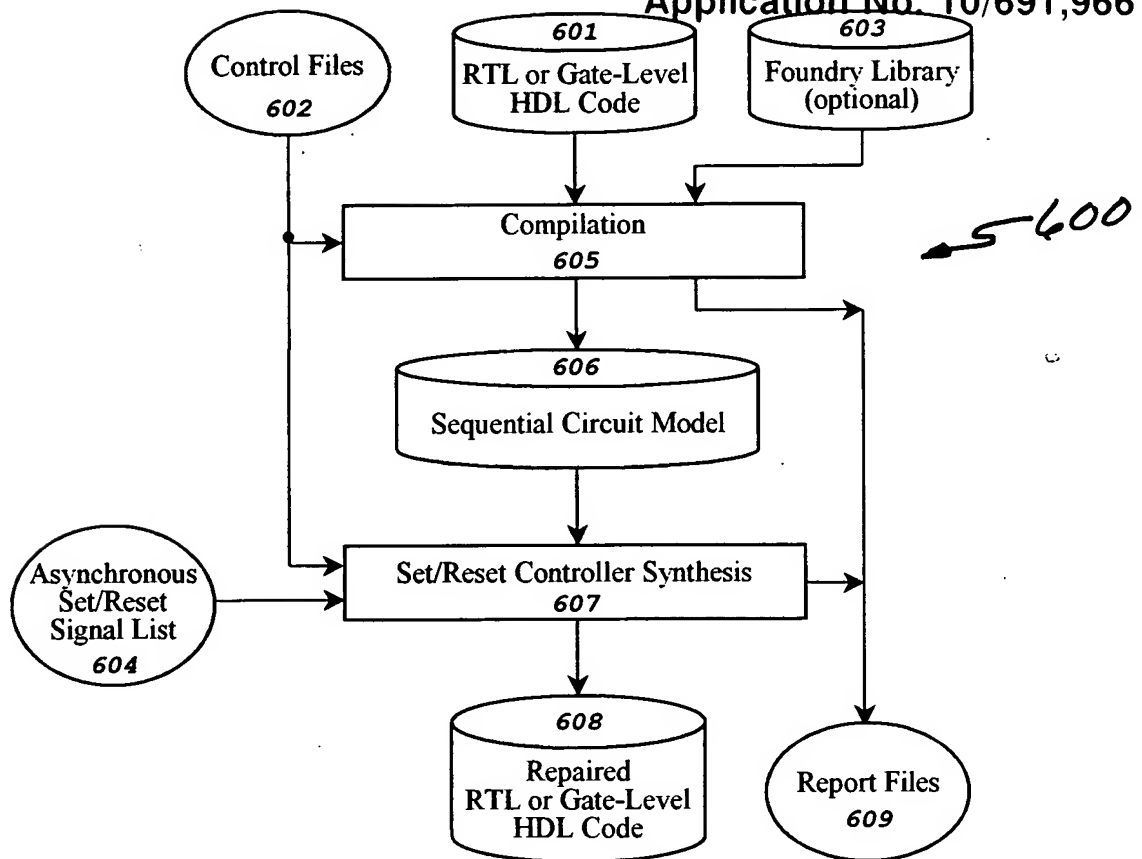 Application No. 10/691,966
Control Files
602
601
RTL or Gate-Level
HDL Code
603
Foundry Library
(optional)
Compilation
605
600
606
Sequential Circuit Model
Asynchronous
Set/Reset
Signal List
604
Set/Reset Controller Synthesis
607
608
Repaired
RTL or Gate-Level
HDL Code
Report Files
609